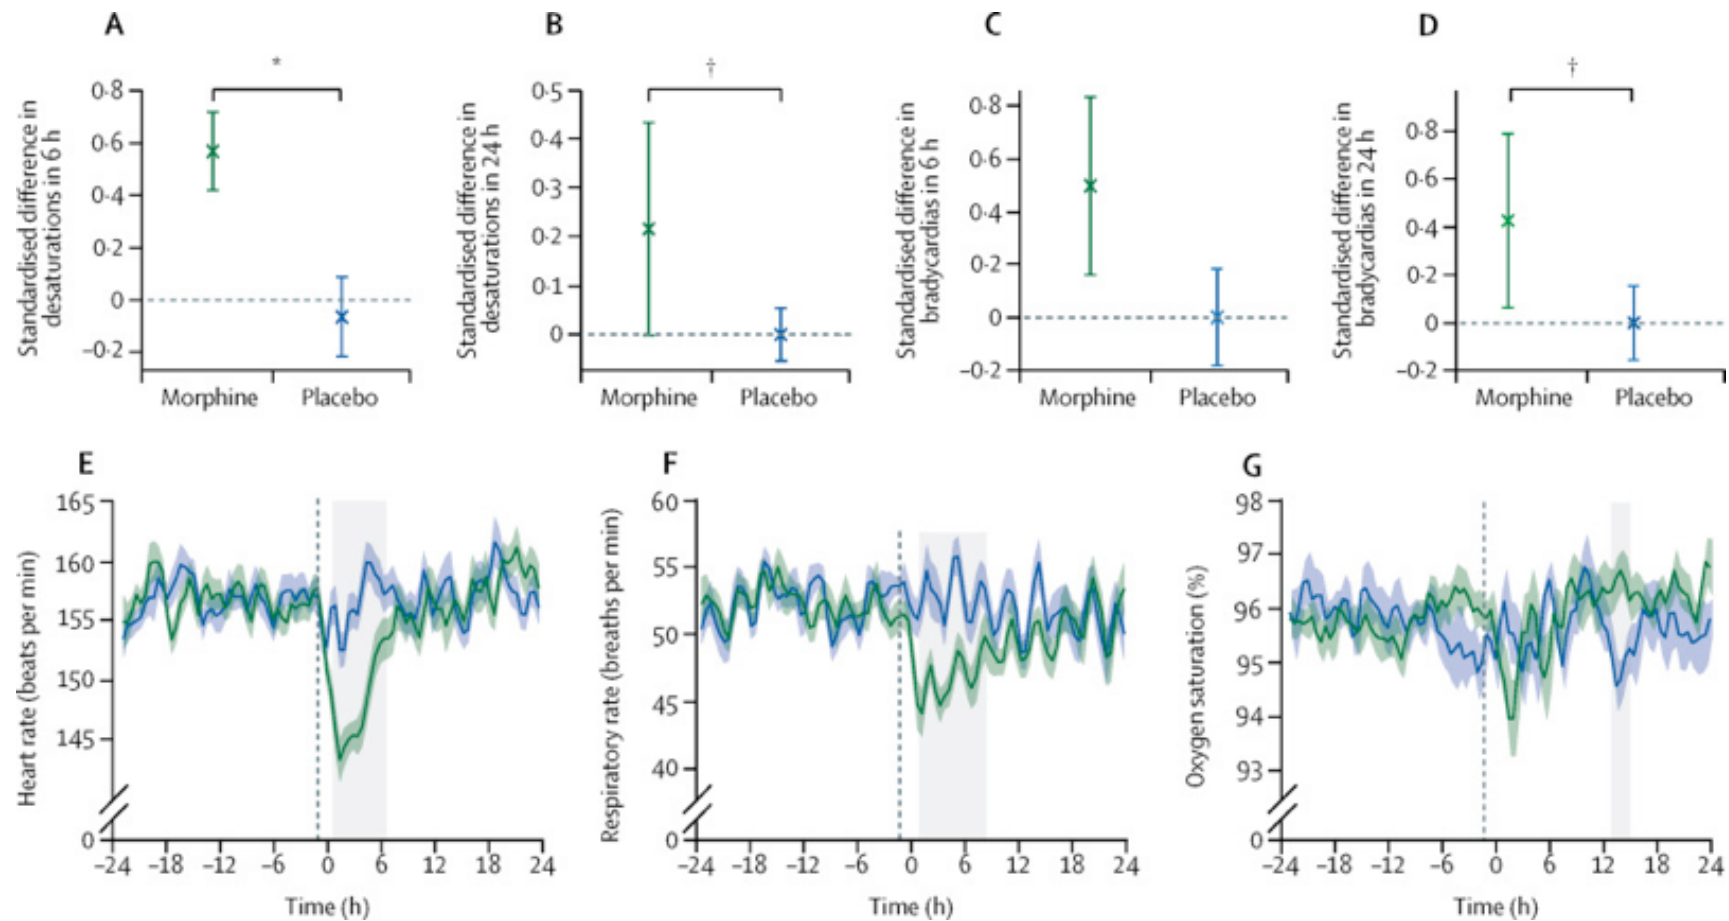 A
B
C
D
*
†
†
Standardised difference in
desaturations in 6 h
0·8
0·6
0·4
0·2
0
–0·2
Morphine Placebo
Standardised difference in
desaturations in 24 h
0·5
0·4
0·3
0·2
0·1
0
Morphine Placebo
Standardised difference in
bradycardias in 6 h
0·8
0·6
0·4
0·2
0
–0·2
Morphine Placebo
Standardised difference in
bradycardias in 24 h
0·8
0·6
0·4
0·2
0
–0·2
Morphine Placebo
E
Heart rate (beats per min)
165
160
155
150
145
0
–24 –18 –12 –6 0 6 12 18 24
Time (h)
F
Respiratory rate (breaths per min)
60
55
50
45
40
0
–24 –18 –12 –6 0 6 12 18 24
Time (h)
G
Oxygen saturation (%)
98
97
96
95
94
93
0
–24 –18 –12 –6 0 6 12 18 24
Time (h)